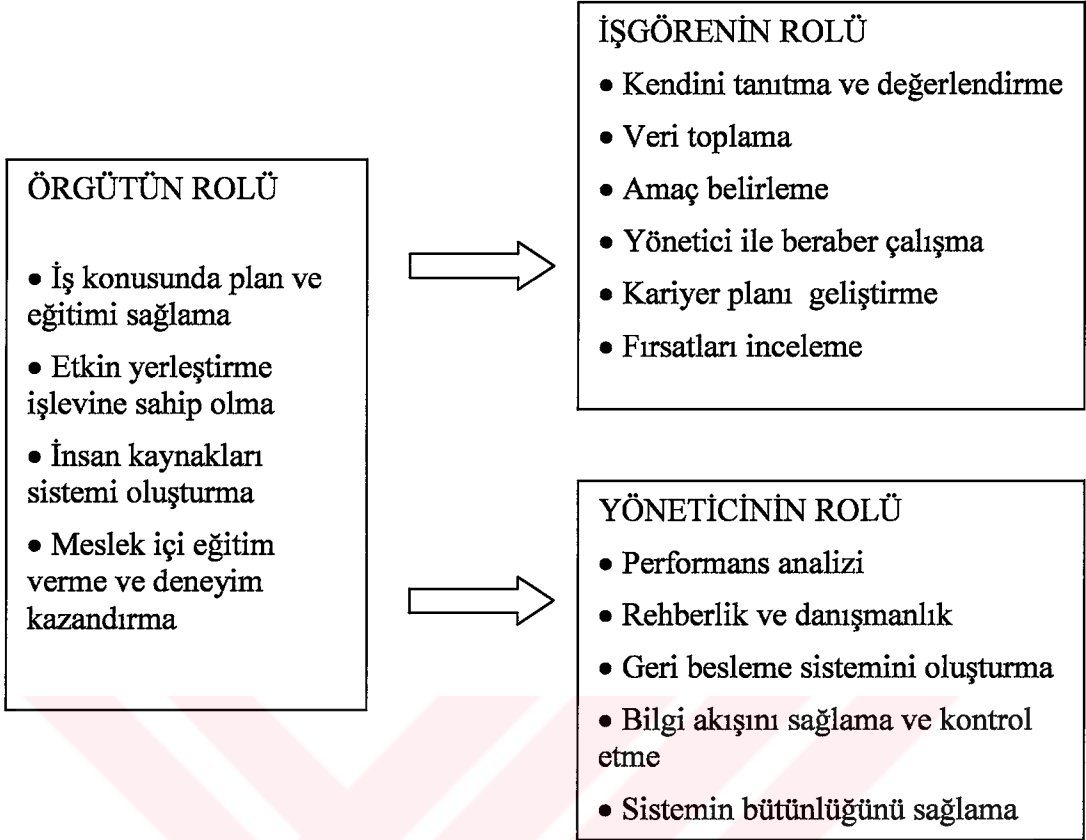 ÖRGÜTÜN ROLÜ
• İş konusunda plan ve
eğitimi sağlama
• Etkin yerleştirme
işlevine sahip olma
• İnsan kaynakları
sistemi oluşturma
• Meslek içi eğitim
verme ve deneyim
kazandırma
İŞGÖRENİN ROLÜ
• Kendini tanıtma ve değerlendirme
• Veri toplama
• Amaç belirleme
• Yönetici ile beraber çalışma
• Kariyer planı geliştirme
• Fırsatları inceleme
YÖNETİCİNİN ROLÜ
• Performans analizi
• Rehberlik ve danışmanlık
• Geri besleme sistemini oluşturma
• Bilgi akışını sağlama ve kontrol
etme
• Sistemin bütünlüğünü sağlama